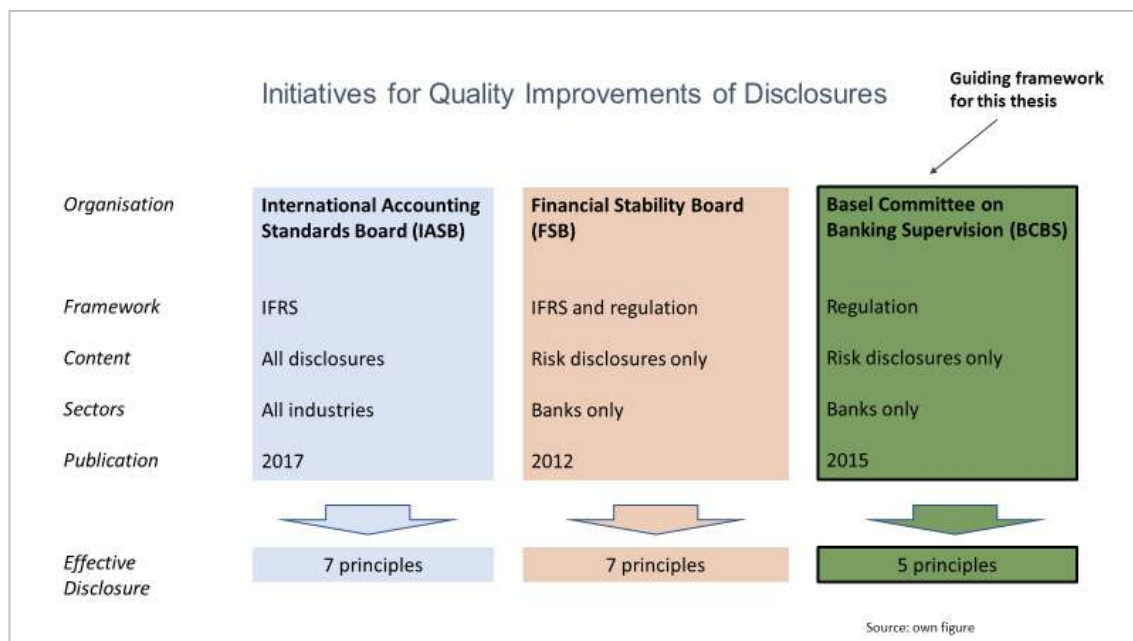 Guiding framework
for this thesis
Initiatives for Quality Improvements of Disclosures
Organisation
International Accounting
Standards Board (IASB)
Financial Stability Board
(FSB)
Basel Committee on
Banking Supervision (BCBS)
Framework
IFRS
IFRS and regulation
Regulation
Content
All disclosures
Risk disclosures only
Risk disclosures only
Sectors
All industries
Banks only
Banks only
Publication
2017
2012
2015
Effective
Disclosure
7 principles
7 principles
5 principles
Source: own figure